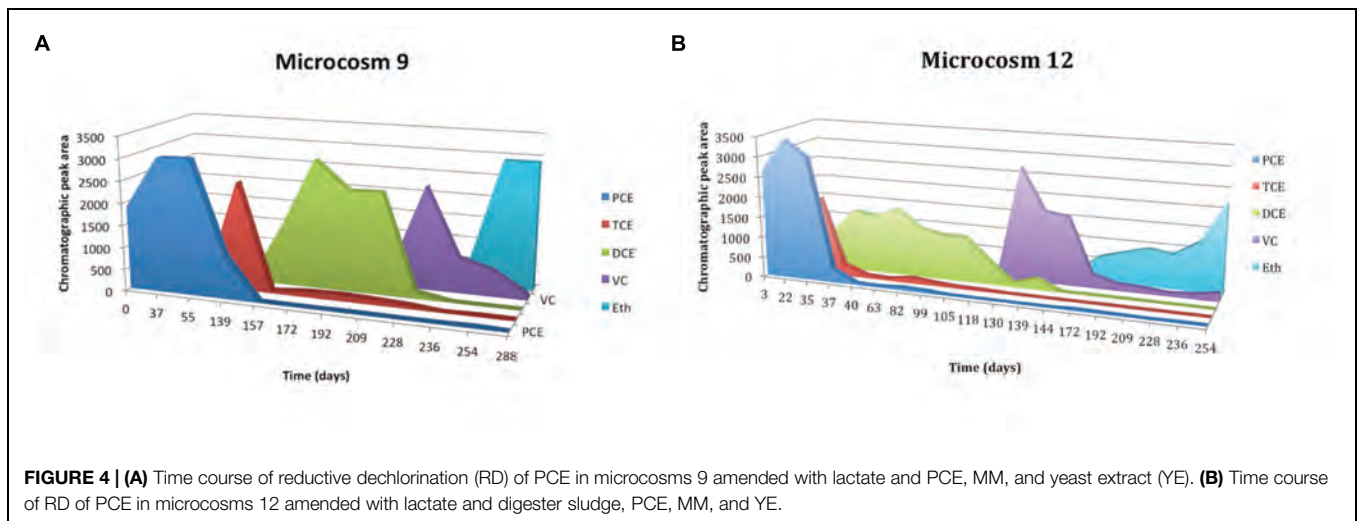 A
Microcosm 9
Chromatographic peak area
3500
3000
2500
2000
1500
1000
500
0
0 37 55 139 157 172 192 209 228 236 254 288
Time (days)
VC
PCE
PCE
TCE
DCE
VC
Eth
B
Microcosm 12
Chromatographic peak area
3500
3000
2500
2000
1500
1000
500
0
3 22 35 37 40 63 82 99 105 118 130 139 144 172 192 209 228 236 254
Time (days)
PCE
TCE
DCE
VC
Eth
FIGURE 4 | (A) Time course of reductive dechlorination (RD) of PCE in microcosms 9 amended with lactate and PCE, MM, and yeast extract (YE). (B) Time course
of RD of PCE in microcosms 12 amended with lactate and digester sludge, PCE, MM, and YE.